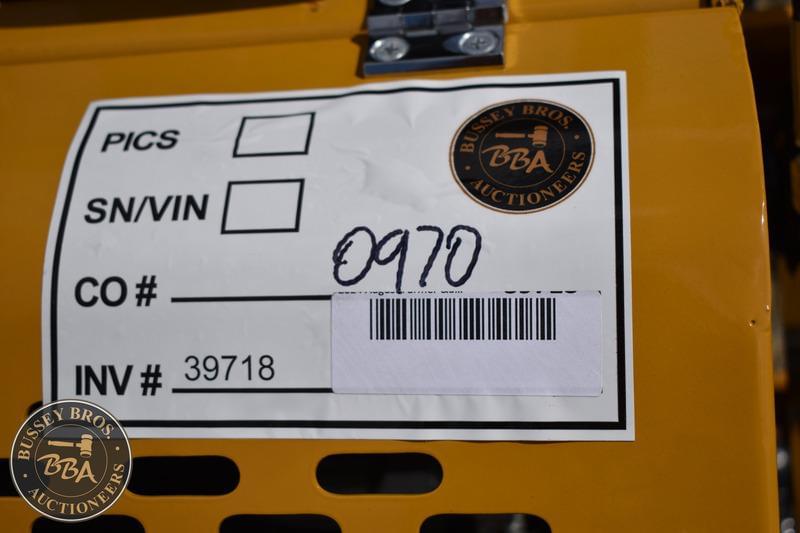 PICS
BUSSEY BROS.
BBA
AUCTIONEERS
SN/VIN
0970
CO #
INV # 39718
BUSSEY BROS.
BBA
AUCTIONEERS